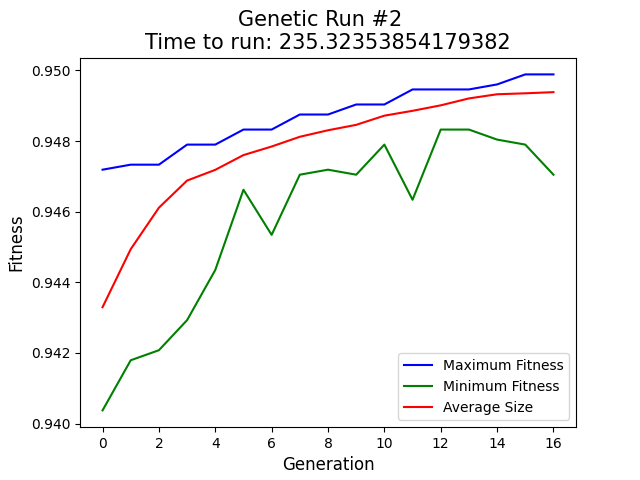 Genetic Run #2
Time to run: 235.32353854179382
0.950
0.948
0.946
0.944
0.942
0.940
Fitness
Maximum Fitness
Minimum Fitness
Average Size
0 2 4 6 8 10 12 14 16
Generation